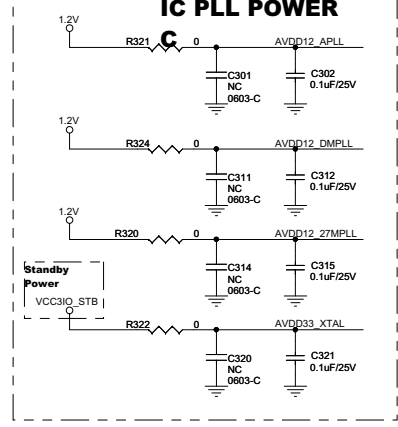 IC PLL POWER
C
1.2V
R321 0 AVDD12_APLL
C301
NC
0603-C
C302
0.1uF/25V
1.2V
R324 0 AVDD12_DMPLL
C311
NC
0603-C
C312
0.1uF/25V
1.2V
R320 0 AVDD12_27MPLL
C314
NC
0603-C
C315
0.1uF/25V
Standby
Power
VCC3IO_STB
R322 0 AVDD33_XTAL
C320
NC
0603-C
C321
0.1uF/25V